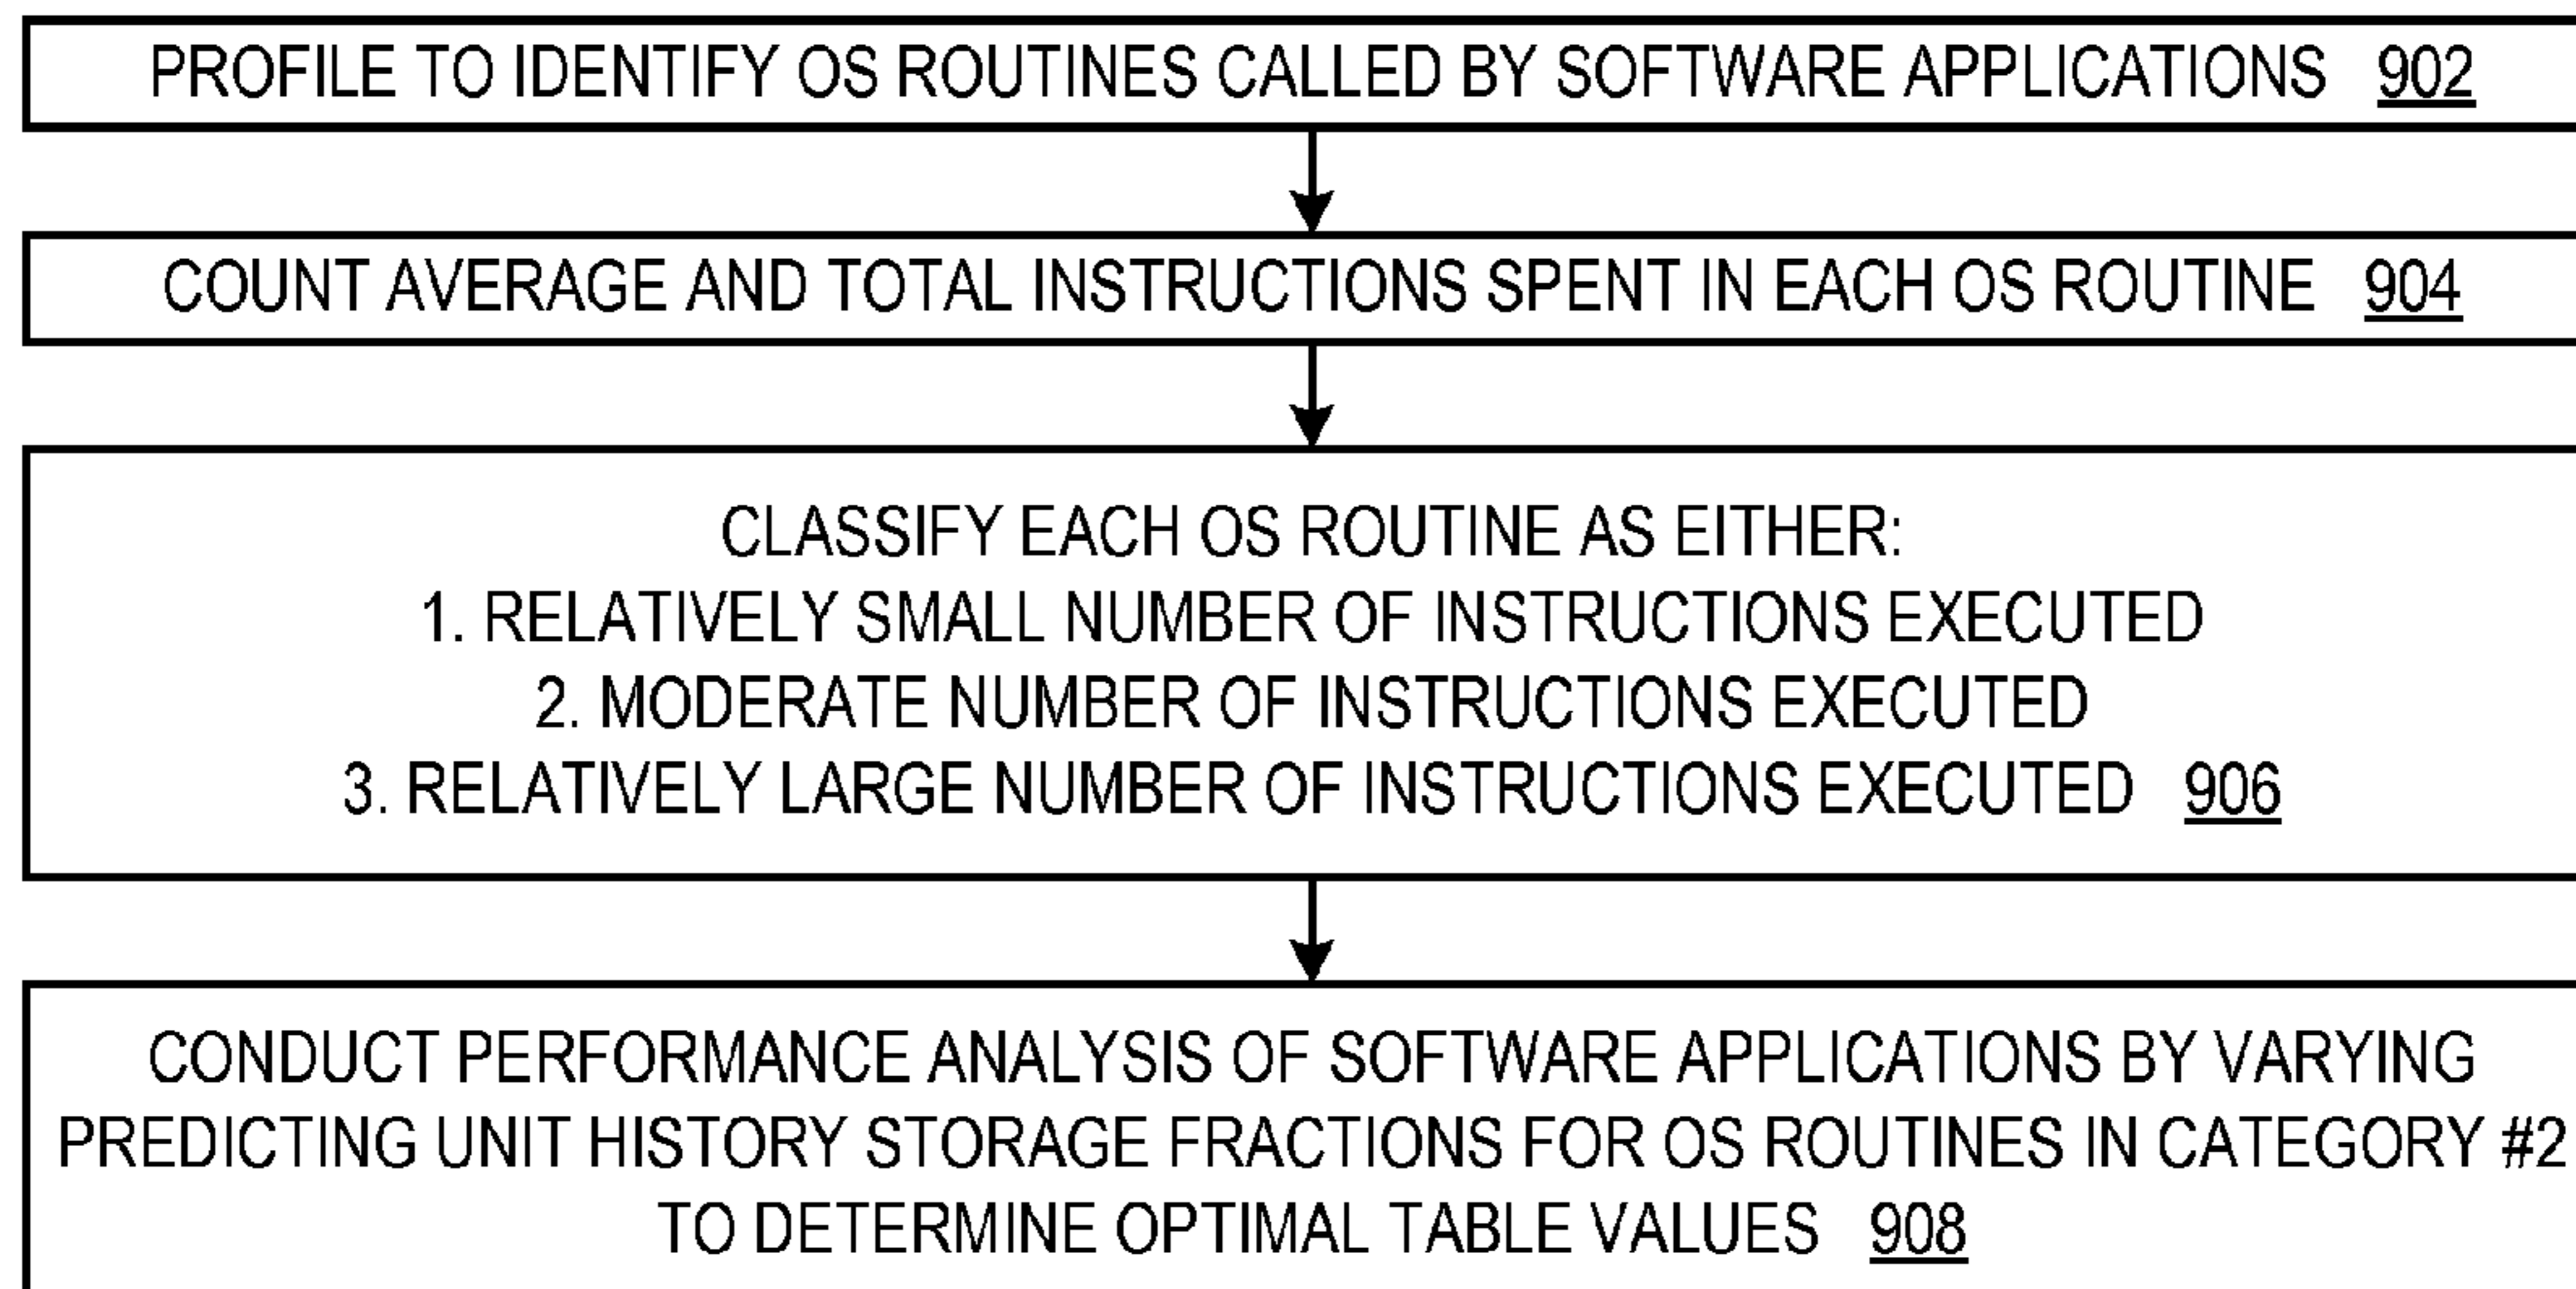 PROFILE TO IDENTIFY OS ROUTINES CALLED BY SOFTWARE APPLICATIONS 902
COUNT AVERAGE AND TOTAL INSTRUCTIONS SPENT IN EACH OS ROUTINE 904
CLASSIFY EACH OS ROUTINE AS EITHER:
1. RELATIVELY SMALL NUMBER OF INSTRUCTIONS EXECUTED
2. MODERATE NUMBER OF INSTRUCTIONS EXECUTED
3. RELATIVELY LARGE NUMBER OF INSTRUCTIONS EXECUTED 906
CONDUCT PERFORMANCE ANALYSIS OF SOFTWARE APPLICATIONS BY VARYING
PREDICTING UNIT HISTORY STORAGE FRACTIONS FOR OS ROUTINES IN CATEGORY #2
TO DETERMINE OPTIMAL TABLE VALUES 908